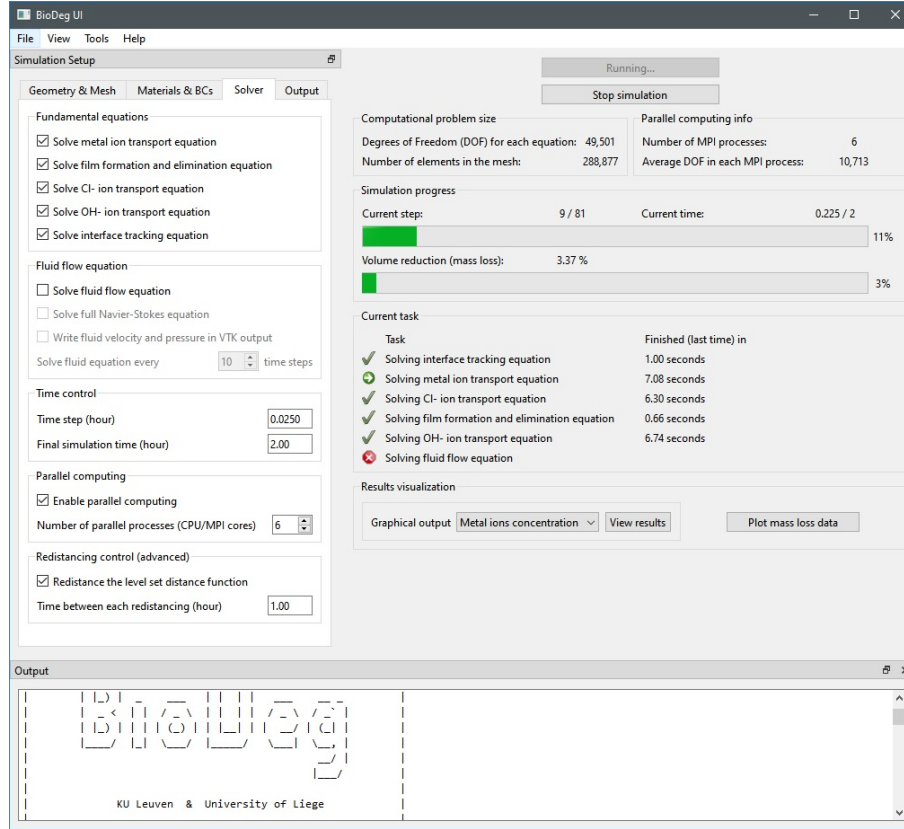 BioDeg UI
File View Tools Help
Simulation Setup
Geometry & Mesh Materials & BCs Solver Output
Fundamental equations
Solve metal ion transport equation
Solve film formation and elimination equation
Solve Cl- ion transport equation
Solve OH- ion transport equation
Solve interface tracking equation
Fluid flow equation
Solve fluid flow equation
Solve full Navier-Stokes equation
Write fluid velocity and pressure in VTK output
Solve fluid equation every 10 time steps
Time control
Time step (hour) 0.0250
Final simulation time (hour) 2.00
Parallel computing
Enable parallel computing
Number of parallel processes (CPU/MPI cores) 6
Redistancing control (advanced)
Redistance the level set distance function
Time between each redistancing (hour) 1.00
Running...
Stop simulation
Computational problem size
Degrees of Freedom (DOF) for each equation: 49,501
Number of elements in the mesh: 288,877
Parallel computing info
Number of MPI processes: 6
Average DOF in each MPI process: 10,713
Simulation progress
Current step: 9 / 81 Current time: 0.225 / 2
11%
Volume reduction (mass loss): 3.37 %
3%
Current task
Task Finished (last time) in
Solving interface tracking equation 1.00 seconds
Solving metal ion transport equation 7.08 seconds
Solving Cl- ion transport equation 6.30 seconds
Solving film formation and elimination equation 0.66 seconds
Solving OH- ion transport equation 6.74 seconds
Solving fluid flow equation
Results visualization
Graphical output Metal ions concentration View results Plot mass loss data
Output
BioDeg
KU Leuven & University of Liege